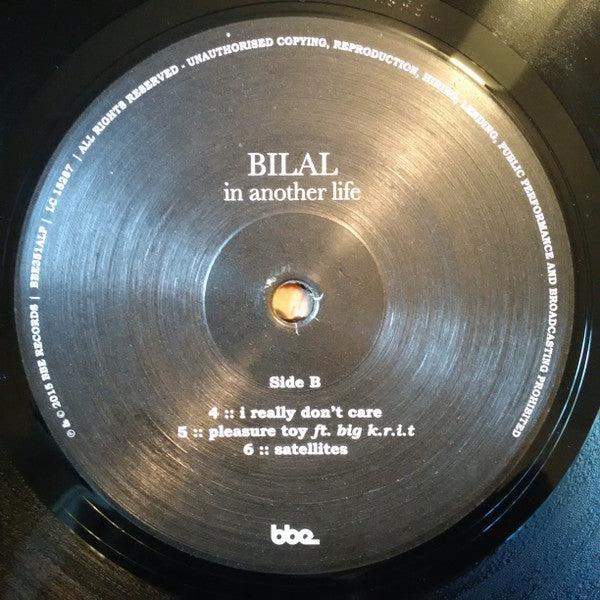 ℗ & © 2015 BBE RECORDS | BBE351ALP | LC 15287 | ALL RIGHTS RESERVED - UNAUTHORISED COPYING, REPRODUCTION, HIRING, LENDING, PUBLIC PERFORMANCE AND BROADCASTING PROHIBITED
BILAL
in another life
Side B
4 :: i really don't care
5 :: pleasure toy ft. big k.r.i.t
6 :: satellites
bbe